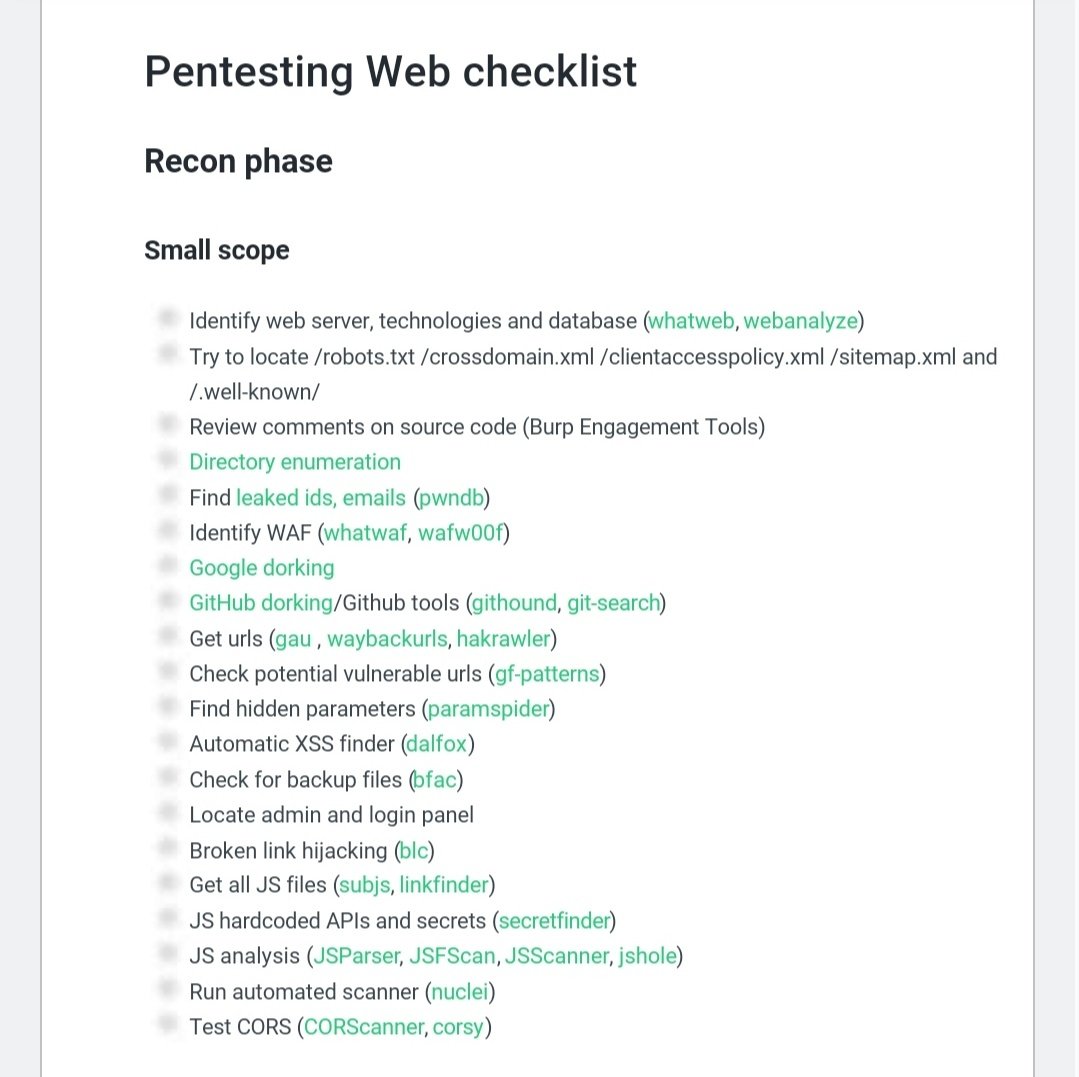 Pentesting Web checklist
Recon phase
Small scope
Identify web server, technologies and database (whatweb, webanalyze)
Try to locate /robots.txt /crossdomain.xml /clientaccesspolicy.xml /sitemap.xml and
/.well-known/
Review comments on source code (Burp Engagement Tools)
Directory enumeration
Find leaked ids, emails (pwndb)
Identify WAF (whatwaf, wafw00f)
Google dorking
GitHub dorking/Github tools (githound, git-search)
Get urls (gau , waybackurls, hakrawler)
Check potential vulnerable urls (gf-patterns)
Find hidden parameters (paramspider)
Automatic XSS finder (dalfox)
Check for backup files (bfac)
Locate admin and login panel
Broken link hijacking (blc)
Get all JS files (subjs, linkfinder)
JS hardcoded APIs and secrets (secretfinder)
JS analysis (JSParser, JSFScan, JSScanner, jshole)
Run automated scanner (nuclei)
Test CORS (CORScanner, corsy)